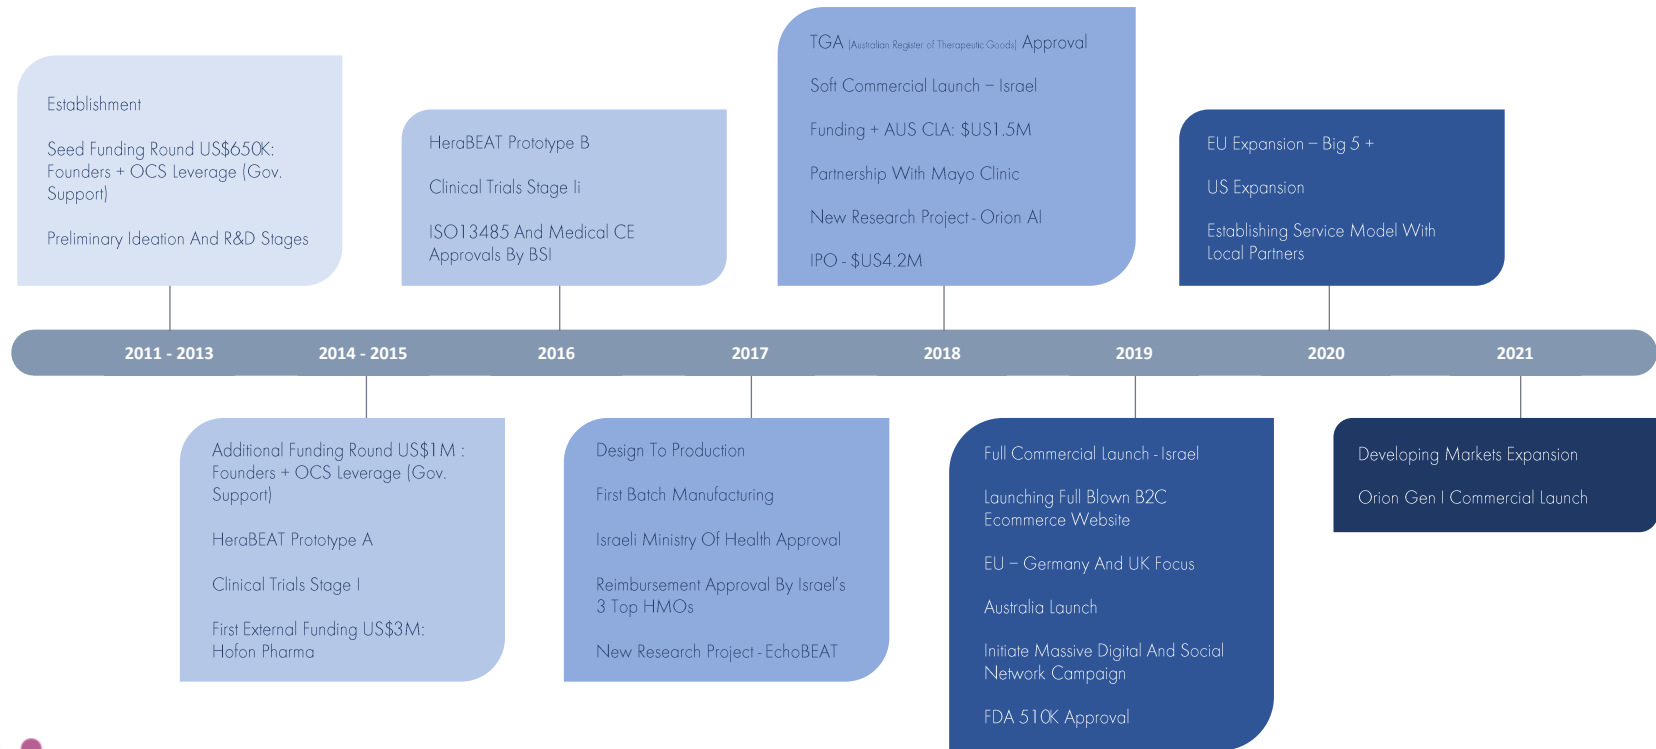 Establishment
Seed Funding Round US$650K:
Founders + OCS Leverage (Gov.
Support)
Preliminary Ideation And R&D Stages
HeraBEAT Prototype B
Clinical Trials Stage Ii
ISO13485 And Medical CE
Approvals By BSI
TGA (Australian Register of Therapeutic Goods) Approval
Soft Commercial Launch – Israel
Funding + AUS CLA: $US1.5M
Partnership With Mayo Clinic
New Research Project - Orion AI
IPO - $US4.2M
EU Expansion – Big 5 +
US Expansion
Establishing Service Model With
Local Partners
2011 - 2013
2014 - 2015
2016
2017
2018
2019
2020
2021
Additional Funding Round US$1M :
Founders + OCS Leverage (Gov.
Support)
HeraBEAT Prototype A
Clinical Trials Stage I
First External Funding US$3M:
Hofon Pharma
Design To Production
First Batch Manufacturing
Israeli Ministry Of Health Approval
Reimbursement Approval By Israel's
3 Top HMOs
New Research Project - EchoBEAT
Full Commercial Launch - Israel
Launching Full Blown B2C
Ecommerce Website
EU – Germany And UK Focus
Australia Launch
Initiate Massive Digital And Social
Network Campaign
FDA 510K Approval
Developing Markets Expansion
Orion Gen I Commercial Launch